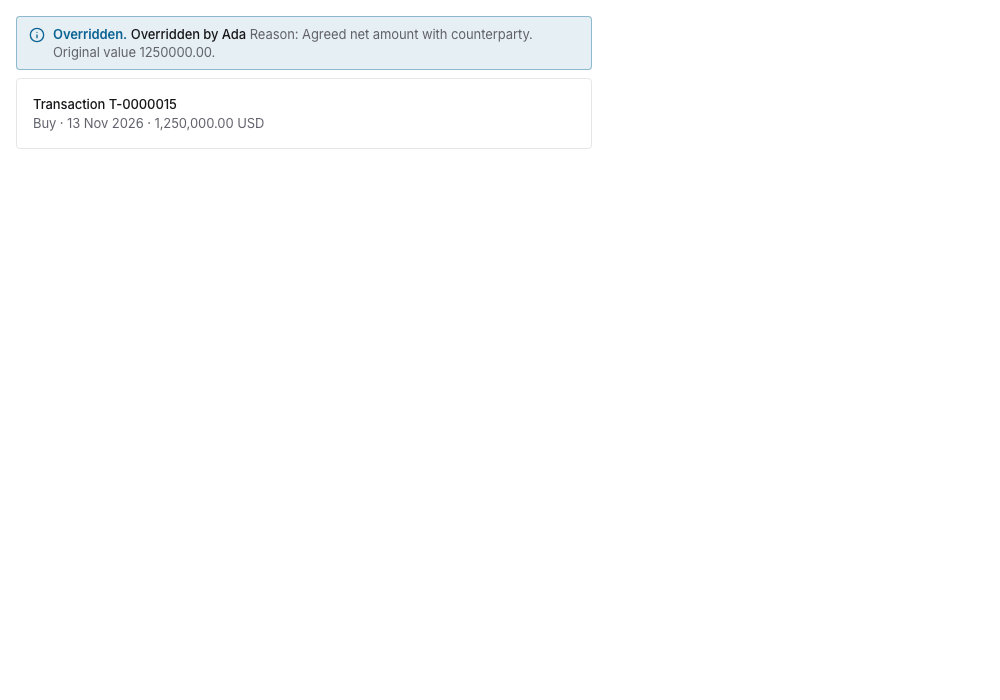 Overridden. Overridden by Ada Reason: Agreed net amount with counterparty.
Original value 1250000.00.
Transaction T-0000015
Buy · 13 Nov 2026 · 1,250,000.00 USD